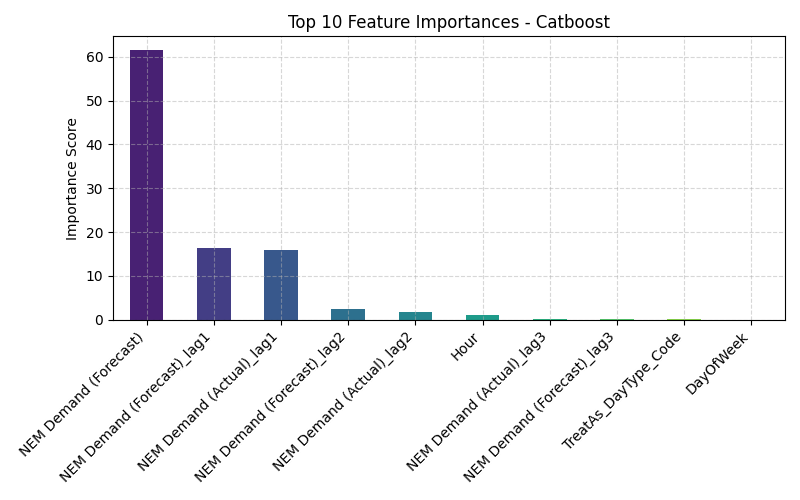 Top 10 Feature Importances - Catboost
Importance Score
60
50
40
30
20
10
0
NEM Demand (Forecast)
NEM Demand (Forecast)_lag1
NEM Demand (Actual)_lag1
NEM Demand (Forecast)_lag2
NEM Demand (Actual)_lag2
Hour
NEM Demand (Actual)_lag3
NEM Demand (Forecast)_lag3
TreatAs_DayType_Code
DayOfWeek